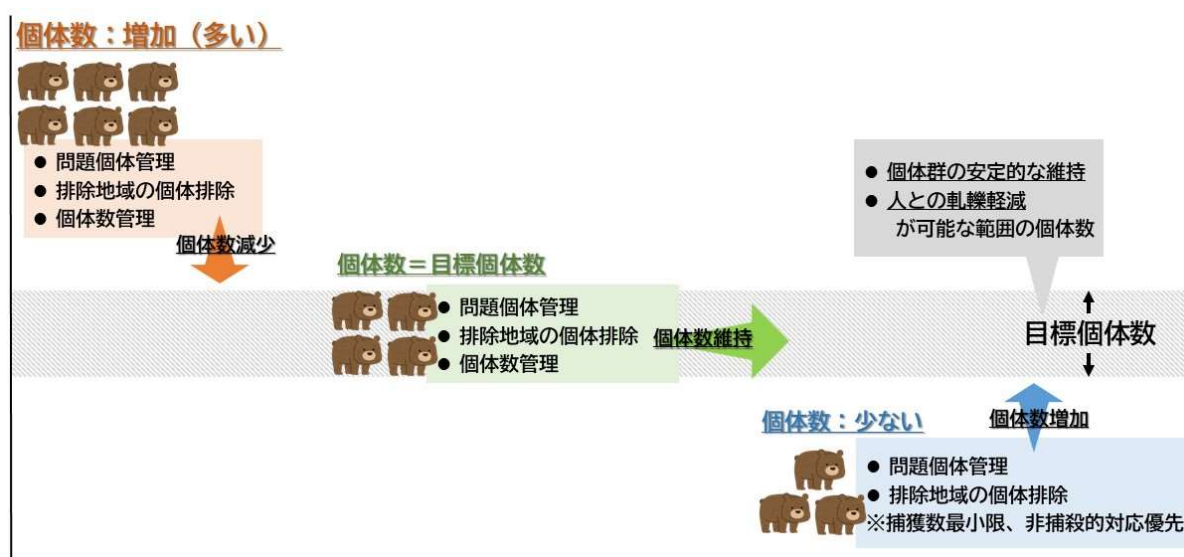 個体数：増加（多い）
● 問題個体管理
● 排除地域の個体排除
● 個体数管理
個体数減少
個体数＝目標個体数
● 問題個体管理
● 排除地域の個体排除
● 個体数管理
個体数維持
● 個体群の安定的な維持
● 人との軋轢軽減
が可能な範囲の個体数
目標個体数
個体数：少ない
個体数増加
● 問題個体管理
● 排除地域の個体排除
※捕獲数最小限、非捕殺的対応優先